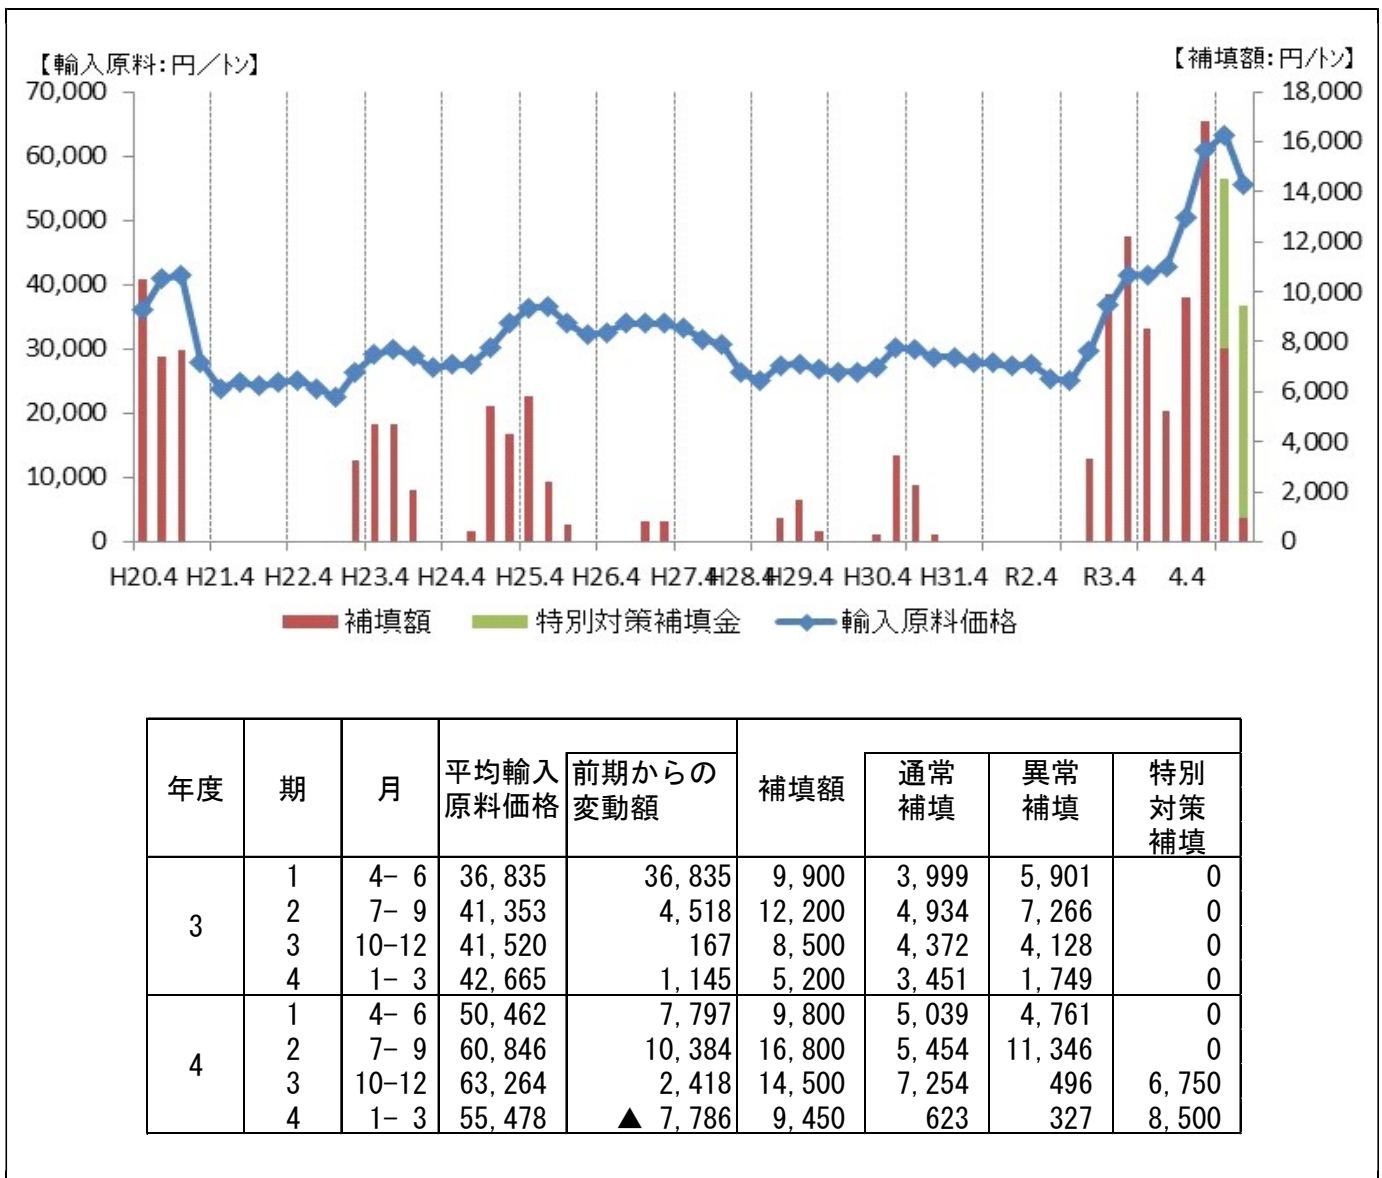 【輸入原料:円／トン】
【補填額:円/トン】
70,000
60,000
50,000
40,000
30,000
20,000
10,000
0
18,000
16,000
14,000
12,000
10,000
8,000
6,000
4,000
2,000
0
H20.4 H21.4 H22.4 H23.4 H24.4 H25.4 H26.4 H27.4 H28.4 H29.4 H30.4 H31.4 R2.4 R3.4 4.4
補填額 特別対策補填金 輸入原料価格
年度 期 月 平均輸入原料価格 前期からの変動額 補填額 通常補填 異常補填 特別対策補填
3 1 4- 6 36,835 36,835 9,900 3,999 5,901 0
2 7- 9 41,353 4,518 12,200 4,934 7,266 0
3 10-12 41,520 167 8,500 4,372 4,128 0
4 1- 3 42,665 1,145 5,200 3,451 1,749 0
4 1 4- 6 50,462 7,797 9,800 5,039 4,761 0
2 7- 9 60,846 10,384 16,800 5,454 11,346 0
3 10-12 63,264 2,418 14,500 7,254 496 6,750
4 1- 3 55,478 ▲ 7,786 9,450 623 327 8,500